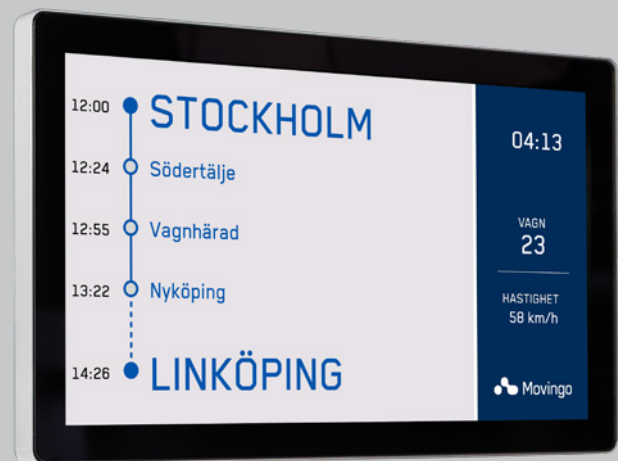 12:00 STOCKHOLM
12:24 Södertälje
12:55 Vagnhärad
13:22 Nyköping
14:26 LINKÖPING
04:13
VAGN
23
HASTIGHET
58 km/h
Movingo